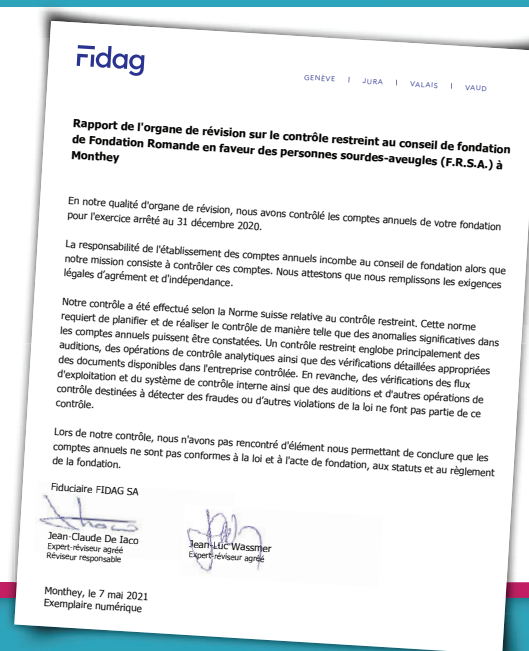 Fidag
GENÈVE | JURA | VALAIS | VAUD
Rapport de l'organe de révision sur le contrôle restreint au conseil de fondation
de Fondation Romande en faveur des personnes sourdes-aveugles (F.R.S.A.) à
Monthey
En notre qualité d'organe de révision, nous avons contrôlé les comptes annuels de votre fondation
pour l'exercice arrêté au 31 décembre 2020.
La responsabilité de l'établissement des comptes annuels incombe au conseil de fondation alors que
notre mission consiste à contrôler ces comptes. Nous attestons que nous remplissons les exigences
légales d'agrément et d'indépendance.
Notre contrôle a été effectué selon la Norme suisse relative au contrôle restreint. Cette norme
requiert de planifier et de réaliser le contrôle de manière telle que des anomalies significatives dans
les comptes annuels puissent être constatées. Un contrôle restreint englobe principalement des
auditions, des opérations de contrôle analytiques ainsi que des vérifications détaillées appropriées
des documents disponibles dans l'entreprise contrôlée. En revanche, des vérifications des flux
d'exploitation et du système de contrôle interne ainsi que des auditions et d'autres opérations de
contrôle destinées à détecter des fraudes ou d'autres violations de la loi ne font pas partie de ce
contrôle.
Lors de notre contrôle, nous n'avons pas rencontré d'élément nous permettant de conclure que les
comptes annuels ne sont pas conformes à la loi et à l'acte de fondation, aux statuts et au règlement
de la fondation.
Fiduciaire FIDAG SA
Jean-Claude De Iaco
Expert-réviseur agréé
Réviseur responsable
Jean-Luc Wassmer
Expert-réviseur agréé
Monthey, le 7 mai 2021
Exemplaire numérique